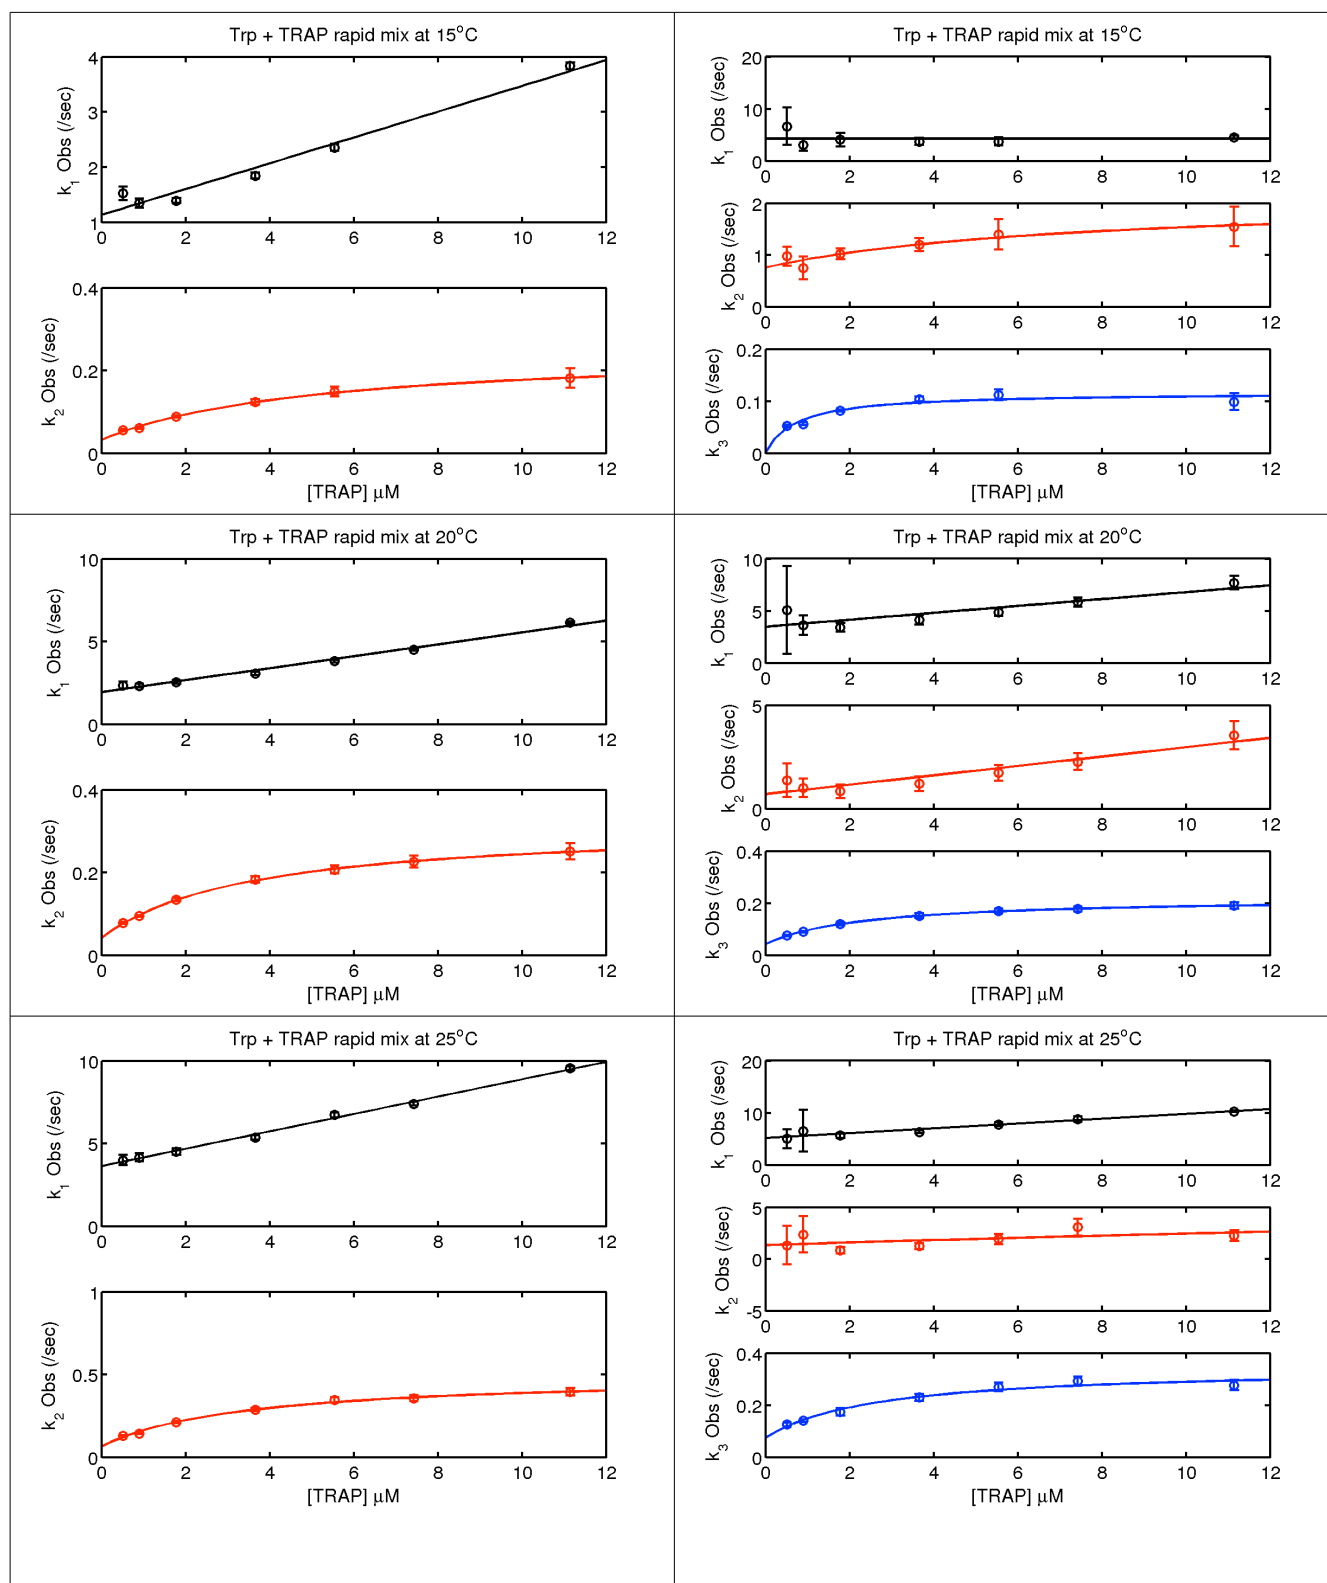 Trp + TRAP rapid mix at 15°C
k₁ Obs (/sec)
4
3
2
1
0 2 4 6 8 10 12
k₂ Obs (/sec)
0.4
0.2
0
0 2 4 6 8 10 12
[TRAP] μM
Trp + TRAP rapid mix at 15°C
k₁ Obs (/sec)
20
10
0
0 2 4 6 8 10 12
k₂ Obs (/sec)
2
1
0
0 2 4 6 8 10 12
k₃ Obs (/sec)
0.2
0.1
0
0 2 4 6 8 10 12
[TRAP] μM
Trp + TRAP rapid mix at 20°C
k₁ Obs (/sec)
10
5
0
0 2 4 6 8 10 12
k₂ Obs (/sec)
0.4
0.2
0
0 2 4 6 8 10 12
[TRAP] μM
Trp + TRAP rapid mix at 20°C
k₁ Obs (/sec)
10
5
0
0 2 4 6 8 10 12
k₂ Obs (/sec)
5
0
0 2 4 6 8 10 12
k₃ Obs (/sec)
0.4
0.2
0
0 2 4 6 8 10 12
[TRAP] μM
Trp + TRAP rapid mix at 25°C
k₁ Obs (/sec)
10
5
0
0 2 4 6 8 10 12
k₂ Obs (/sec)
1
0.5
0
0 2 4 6 8 10 12
[TRAP] μM
Trp + TRAP rapid mix at 25°C
k₁ Obs (/sec)
20
10
0
0 2 4 6 8 10 12
k₂ Obs (/sec)
5
0
-5
0 2 4 6 8 10 12
k₃ Obs (/sec)
0.4
0.2
0
0 2 4 6 8 10 12
[TRAP] μM